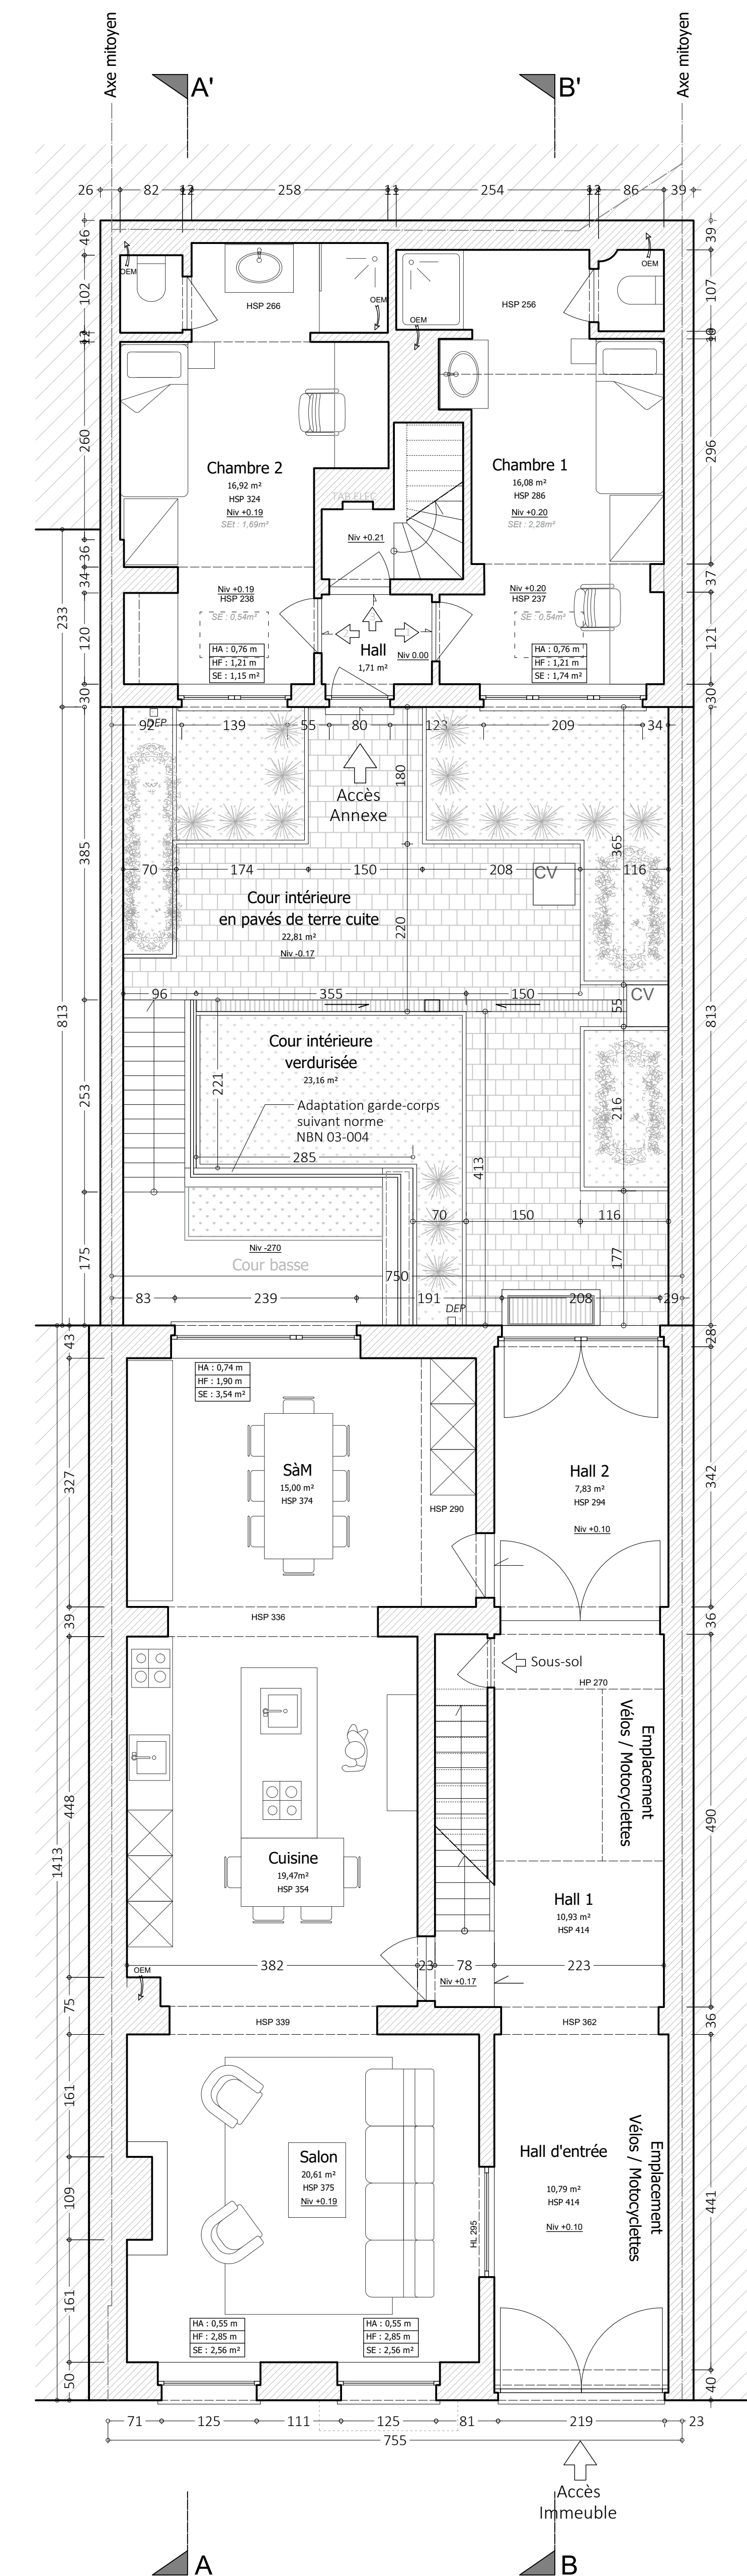 Axe mitoyen
Axe mitoyen
A'
B'
26 82 12 258 11 254 12 86 39
46
39
OEM
OEM
102
107
HSP 266
HSP 256
OEM
OEM
12
10
260
296
Chambre 2
16,92 m²
HSP 324
Niv +0.19
SEt : 1,69m²
Chambre 1
16,08 m²
HSP 286
Niv +0.20
SEt : 2,28m²
TAB ELEC
Niv +0.21
36
34
37
233
Niv +0.19
HSP 238
Niv +0.20
HSP 237
SE : 0,54m²
SE : 0,54m²
120
121
2
3
1
Hall
1,71 m²
Niv 0.00
HA : 0,76 m
HF : 1,21 m
SE : 1,15 m²
HA : 0,76 m
HF : 1,21 m
SE : 1,74 m²
30
30
DEP
92 139 55 80 123 209 34
180
Accès
Annexe
385
365
70 174 150 208 116
CV
Cour intérieure
en pavés de terre cuite
22,81 m²
Niv -0.17
220
96 355 150
CV
55
813
813
Cour intérieure
verdurisée
23,16 m²
221
253
216
Adaptation garde-corps
suivant norme
NBN 03-004
285
413
70 150 116
Niv -270
Cour basse
175
177
750
83 239 191 208 29
DEP
43
28
HA : 0,74 m
HF : 1,90 m
SE : 3,54 m²
SàM
15,00 m²
HSP 374
HSP 290
327
342
Hall 2
7,83 m²
HSP 294
Niv +0.10
39
HSP 336
36
Sous-sol
HP 270
Emplacement
Vélos / Motocyclettes
448
490
1413
Cuisine
19,47m²
HSP 354
Hall 1
10,93 m²
HSP 414
OEM
382 23 78 223
Niv +0.17
75
HSP 339
HSP 362
36
161
Salon
20,61 m²
HSP 375
Niv +0.19
Hall d'entrée
10,79 m²
HSP 414
Niv +0.10
Emplacement
Vélos / Motocyclettes
109
441
HL 295
161
HA : 0,55 m
HF : 2,85 m
SE : 2,56 m²
HA : 0,55 m
HF : 2,85 m
SE : 2,56 m²
50
40
71 125 111 125 81 219 23
755
Accès
Immeuble
A
B